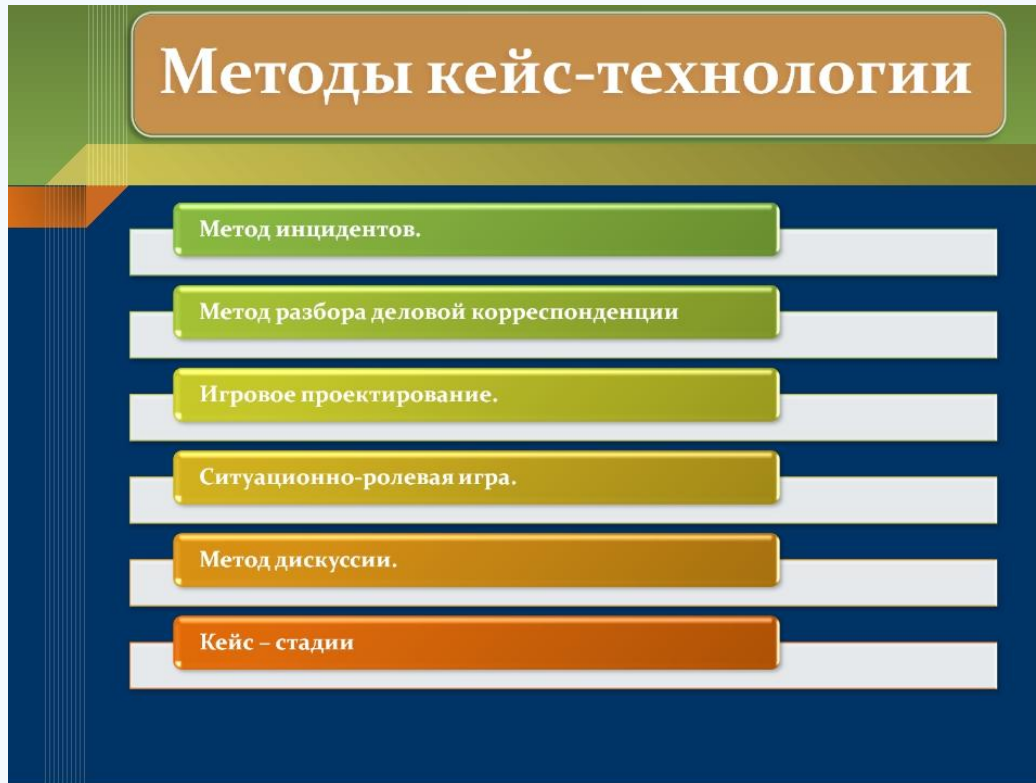 Методы кейс-технологии
Метод инцидентов.
Метод разбора деловой корреспонденции
Игровое проектирование.
Ситуационно-ролевая игра.
Метод дискуссии.
Кейс – стадии